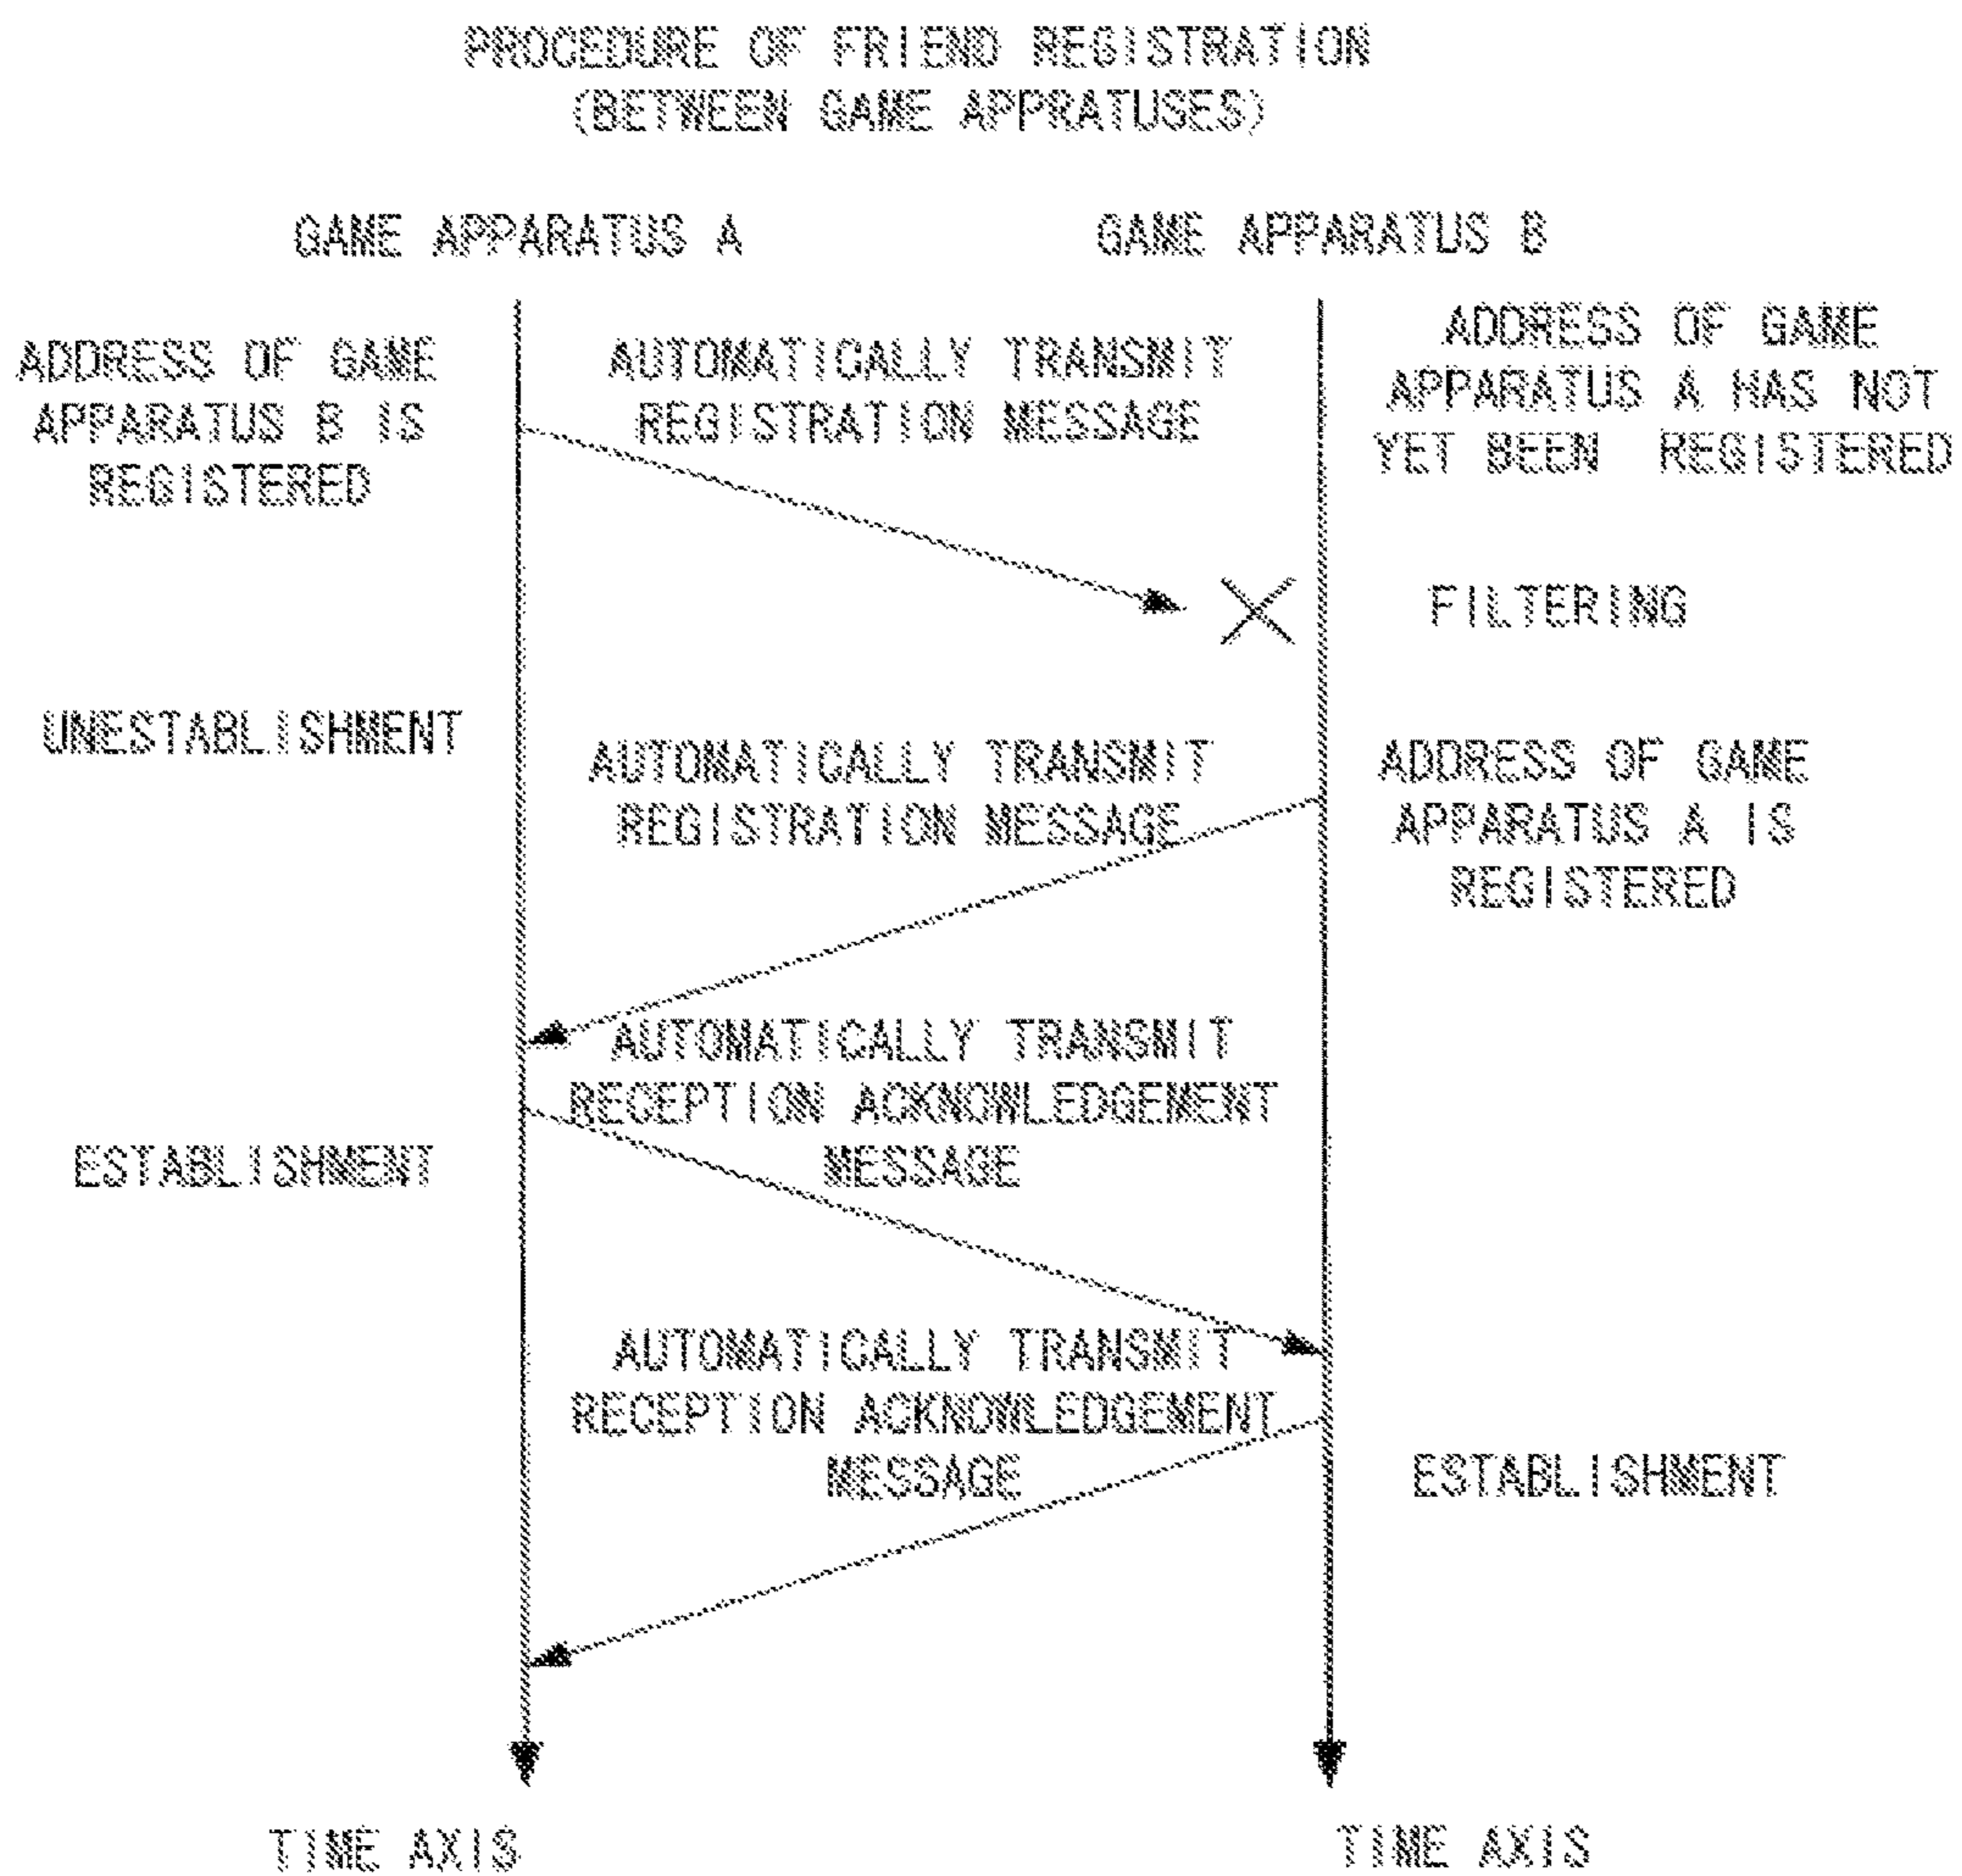 PROCEDURE OF FRIEND REGISTRATION
(BETWEEN GAME APPRATUSES)
GAME APPARATUS A
GAME APPARATUS B
ADDRESS OF GAME
APPARATUS B IS
REGISTERED
AUTOMATICALLY TRANSMIT
REGISTRATION MESSAGE
ADDRESS OF GAME
APPARATUS A HAS NOT
YET BEEN REGISTERED
FILTERING
UNESTABLISHMENT
AUTOMATICALLY TRANSMIT
REGISTRATION MESSAGE
ADDRESS OF GAME
APPARATUS A IS
REGISTERED
AUTOMATICALLY TRANSMIT
RECEPTION ACKNOWLEDGEMENT
MESSAGE
ESTABLISHMENT
AUTOMATICALLY TRANSMIT
RECEPTION ACKNOWLEDGEMENT
MESSAGE
ESTABLISHMENT
TIME AXIS
TIME AXIS